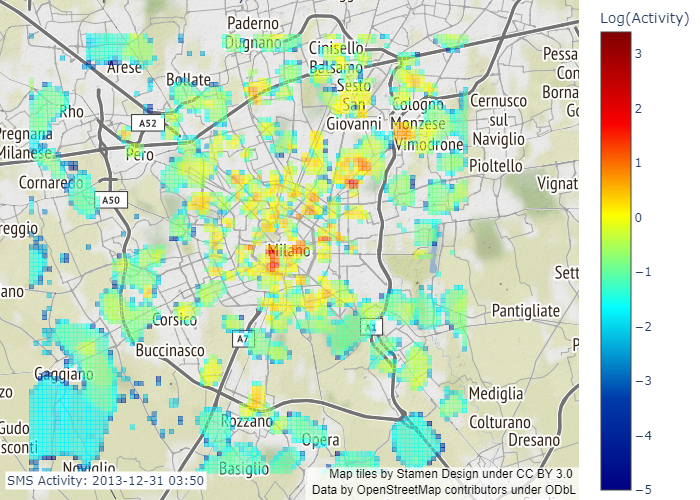 Log(Activity)
Paderno
Dugnano
Cinisello
Balsamo
Arese
Bollate
Sesto
San
Giovanni
Cologno
Monzese
Cernusco
sul
Naviglio
Rho
A52
Vimodrone
Pregnana
Milanese
Pero
Pioltello
Cornaredo
A50
Vignat
reggio
Milano
Sett
ano
Corsico
A7
A1
Pantigliate
Buccinasco
Gaggiano
Mediglia
Rozzano
Colturano
Opera
Dresano
Gudo
sconti
Basiglio
Noviglio
Pessa
Con
Borna
Go
zo
P
3
2
1
0
−1
−2
−3
−4
−5
SMS Activity: 2013-12-31 03:50
Map tiles by Stamen Design under CC BY 3.0
Data by OpenStreetMap contributors under ODbL